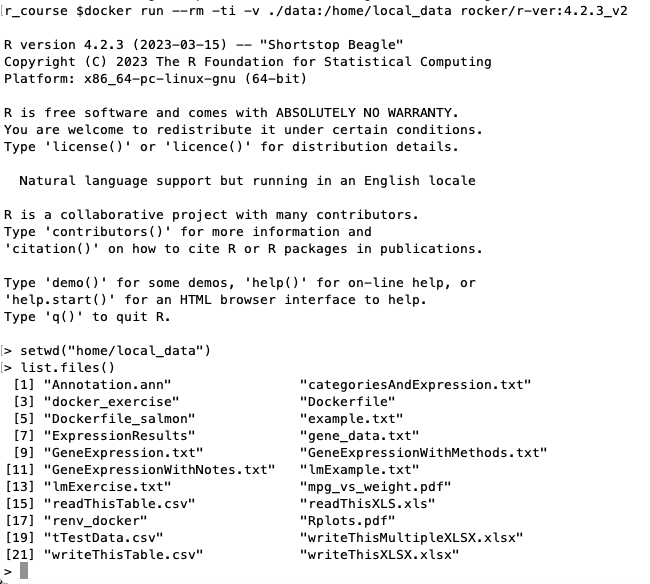 r_course $docker run --rm -ti -v ./data:/home/local_data rocker/r-ver:4.2.3_v2
R version 4.2.3 (2023-03-15) -- "Shortstop Beagle"
Copyright (C) 2023 The R Foundation for Statistical Computing
Platform: x86_64-pc-linux-gnu (64-bit)
R is free software and comes with ABSOLUTELY NO WARRANTY.
You are welcome to redistribute it under certain conditions.
Type 'license()' or 'licence()' for distribution details.
Natural language support but running in an English locale
R is a collaborative project with many contributors.
Type 'contributors()' for more information and
'citation()' on how to cite R or R packages in publications.
Type 'demo()' for some demos, 'help()' for on-line help, or
'help.start()' for an HTML browser interface to help.
Type 'q()' to quit R.
> setwd("home/local_data")
> list.files()
[1] "Annotation.ann" "categoriesAndExpression.txt"
[3] "docker_exercise" "Dockerfile"
[5] "Dockerfile_salmon" "example.txt"
[7] "ExpressionResults" "gene_data.txt"
[9] "GeneExpression.txt" "GeneExpressionWithMethods.txt"
[11] "GeneExpressionWithNotes.txt" "lmExample.txt"
[13] "lmExercise.txt" "mpg_vs_weight.pdf"
[15] "readThisTable.csv" "readThisXLS.xls"
[17] "renv_docker" "Rplots.pdf"
[19] "tTestData.csv" "writeThisMultipleXLSX.xlsx"
[21] "writeThisTable.csv" "writeThisXLSX.xlsx"
>